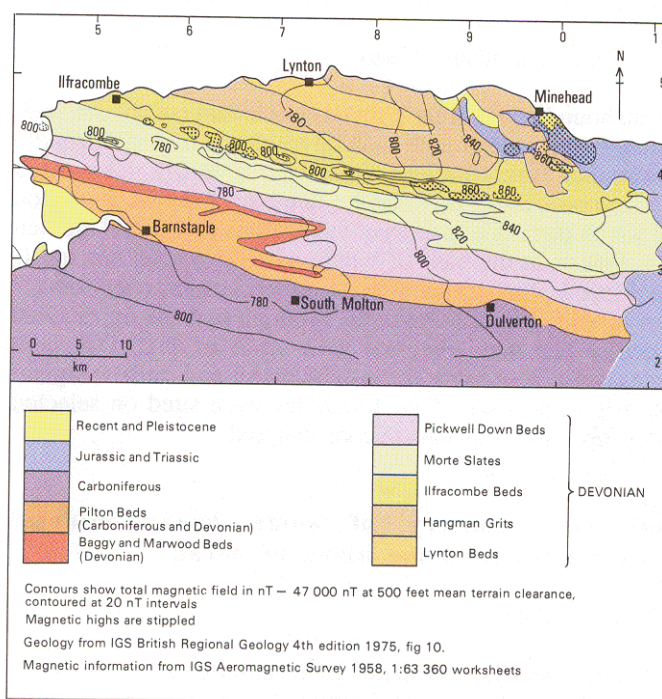 5 6 7 8 9 0 1
N
Lynton
Ilfracombe
Minehead
5
780
800
840
800
800
820
860
800
780
800
800
4
860
860
780
840
Barnstaple
820
800
3
780
South Molton
800
Dulverton
0 5 10
km
2
Recent and Pleistocene
Jurassic and Triassic
Carboniferous
Pilton Beds
(Carboniferous and Devonian)
Baggy and Marwood Beds
(Devonian)
Pickwell Down Beds
Morte Slates
Ilfracombe Beds
Hangman Grits
Lynton Beds
DEVONIAN
Contours show total magnetic field in nT — 47 000 nT at 500 feet mean terrain clearance,
contoured at 20 nT intervals
Magnetic highs are stippled
Geology from IGS British Regional Geology 4th edition 1975, fig 10.
Magnetic information from IGS Aeromagnetic Survey 1958, 1:63 360 worksheets